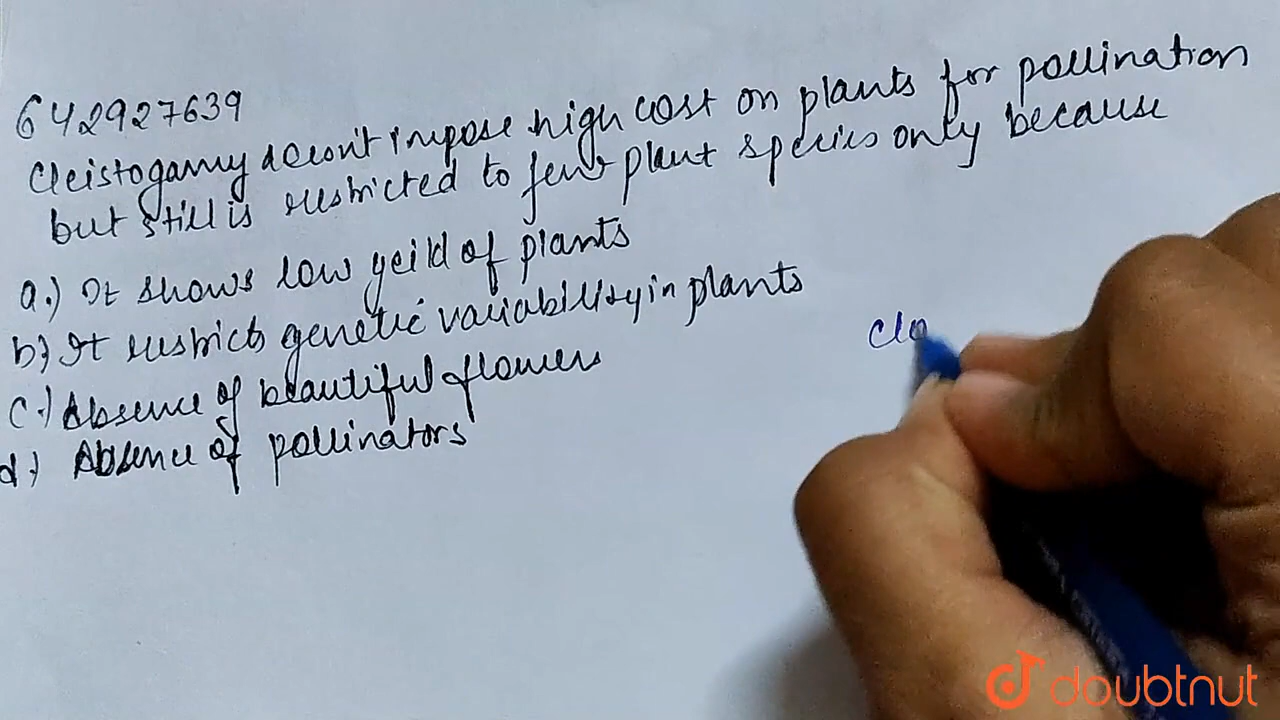 642927639
Cleistogamy doesn't impose high cost on plants for pollination
but still is restricted to few plant species only because
a.) It shows low yeild of plants
b.) It restricts genetic variability in plants
c.) Absence of beautiful flowers
d.) Absence of pollinators
cle
doubtnut